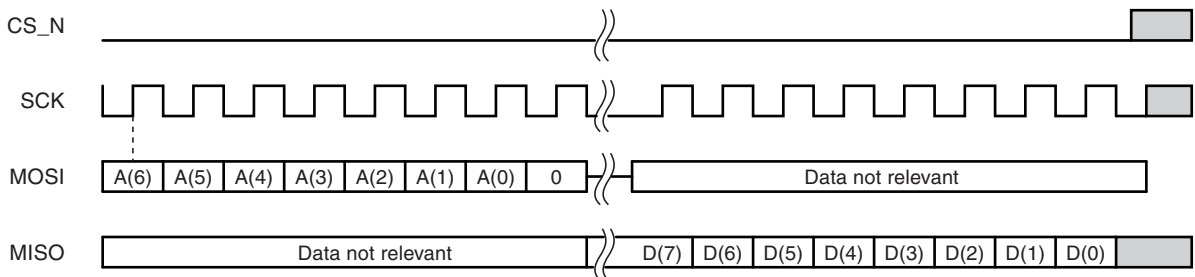 CS_N
SCK
MOSI A(6) A(5) A(4) A(3) A(2) A(1) A(0) 0 Data not relevant
MISO Data not relevant D(7) D(6) D(5) D(4) D(3) D(2) D(1) D(0)